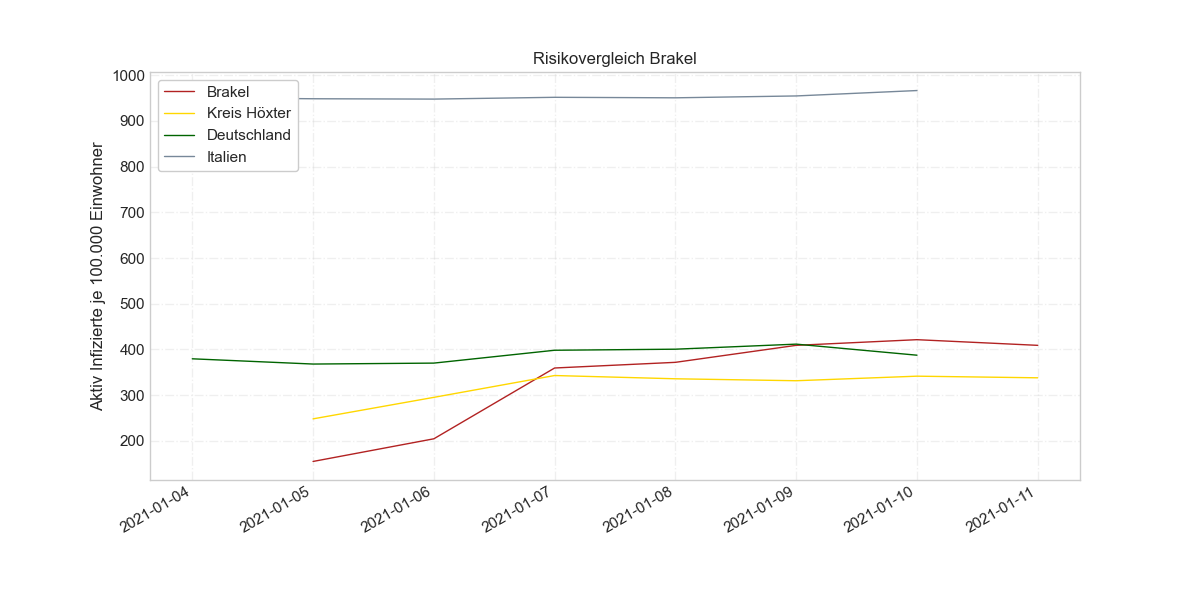 Risikovergleich Brakel
Aktiv Infizierte je 100.000 Einwohner
1000
900
800
700
600
500
400
300
200
Brakel
Kreis Höxter
Deutschland
Italien
2021-01-04
2021-01-05
2021-01-06
2021-01-07
2021-01-08
2021-01-09
2021-01-10
2021-01-11